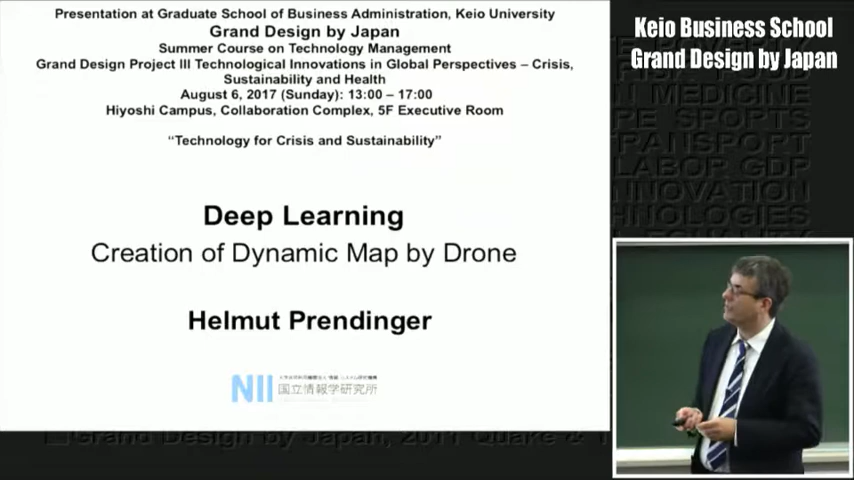 Presentation at Graduate School of Business Administration, Keio University
Grand Design by Japan
Summer Course on Technology Management
Grand Design Project III Technological Innovations in Global Perspectives – Crisis,
Sustainability and Health
August 6, 2017 (Sunday): 13:00 – 17:00
Hiyoshi Campus, Collaboration Complex, 5F Executive Room
“Technology for Crisis and Sustainability”
Deep Learning
Creation of Dynamic Map by Drone
Helmut Prendinger
NII
国立情報学研究所
Keio Business School
Grand Design by Japan
POVERTY
FOOD
MEDICINE
SPORTS
TRANSPORT
LABOR GDP
INNOVATION
Grand Design by Japan, 2011 Quake &